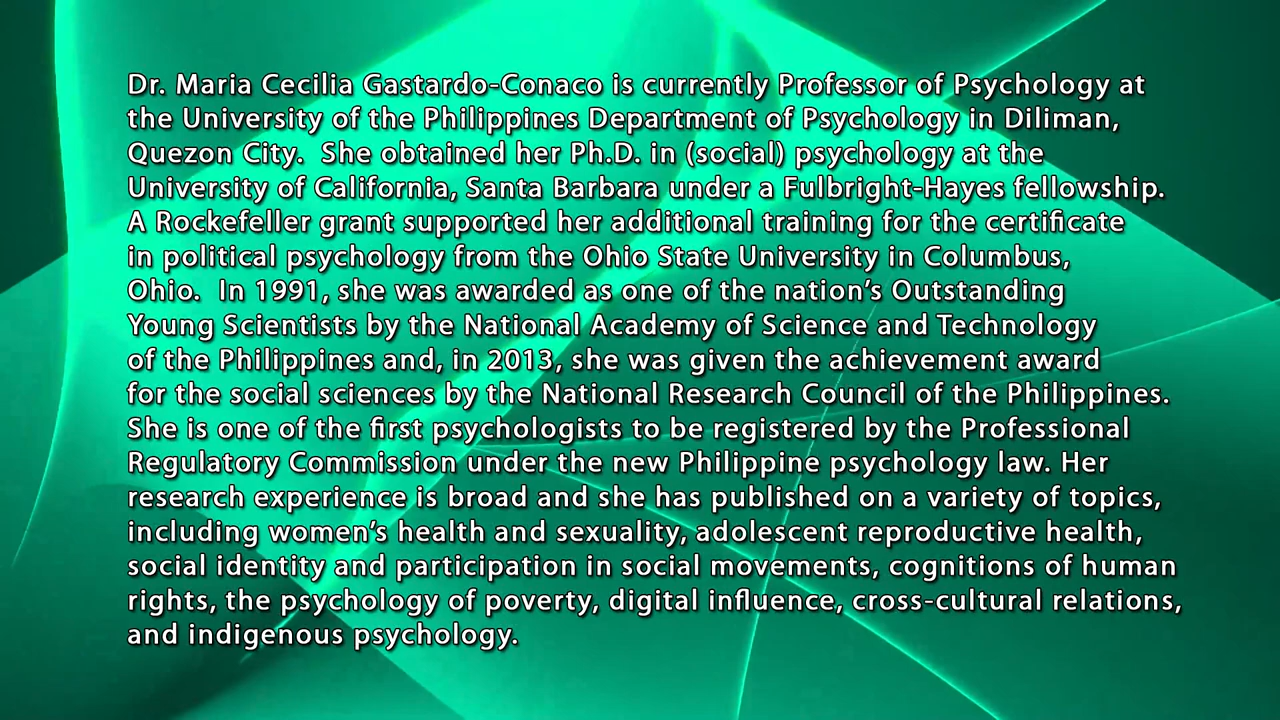 Dr. Maria Cecilia Gastardo-Conaco is currently Professor of Psychology at
the University of the Philippines Department of Psychology in Diliman,
Quezon City.  She obtained her Ph.D. in (social) psychology at the
University of California, Santa Barbara under a Fulbright-Hayes fellowship.
A Rockefeller grant supported her additional training for the certificate
in political psychology from the Ohio State University in Columbus,
Ohio.  In 1991, she was awarded as one of the nation’s Outstanding
Young Scientists by the National Academy of Science and Technology
of the Philippines and, in 2013, she was given the achievement award
for the social sciences by the National Research Council of the Philippines.
She is one of the first psychologists to be registered by the Professional
Regulatory Commission under the new Philippine psychology law. Her
research experience is broad and she has published on a variety of topics,
including women’s health and sexuality, adolescent reproductive health,
social identity and participation in social movements, cognitions of human
rights, the psychology of poverty, digital influence, cross-cultural relations,
and indigenous psychology.